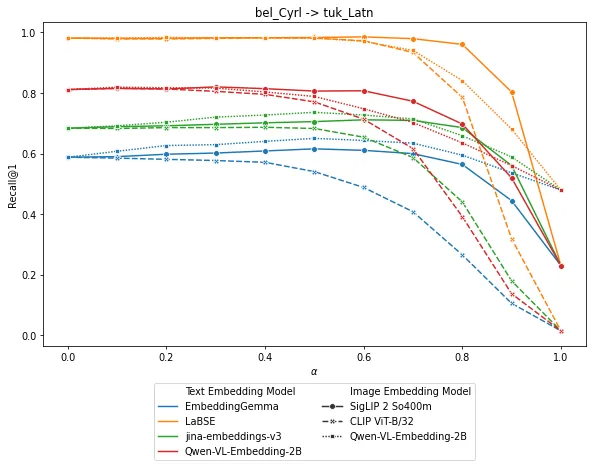 bel_Cyrl -> tuk_Latn
Recall@1
1.0
0.8
0.6
0.4
0.2
0.0
0.0 0.2 0.4 0.6 0.8 1.0
α
Text Embedding Model
EmbeddingGemma
LaBSE
jina-embeddings-v3
Qwen-VL-Embedding-2B
Image Embedding Model
SigLIP 2 So400m
CLIP ViT-B/32
Qwen-VL-Embedding-2B